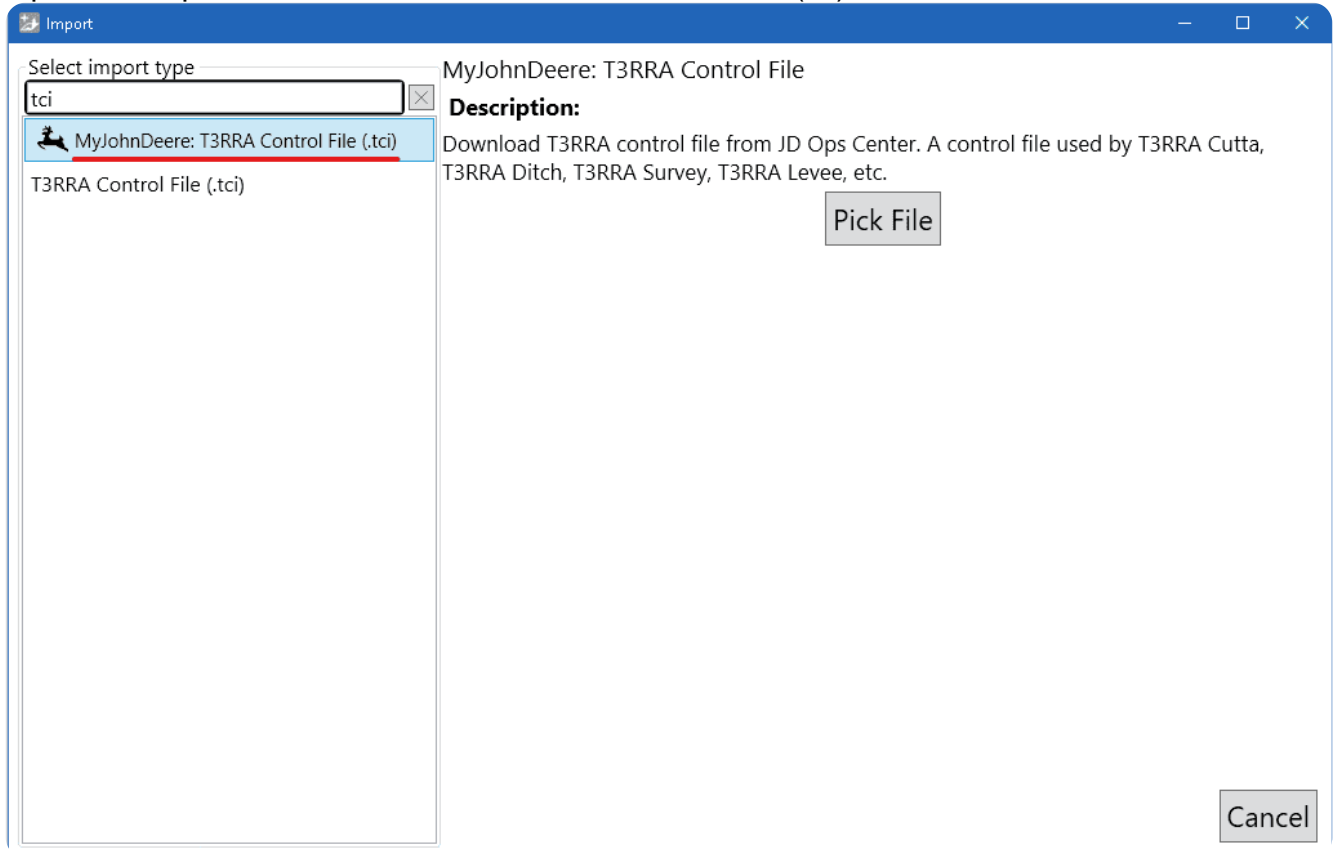 Import
Select import type
tci
MyJohnDeere: T3RRA Control File (.tci)
T3RRA Control File (.tci)
MyJohnDeere: T3RRA Control File
Description:
Download T3RRA control file from JD Ops Center. A control file used by T3RRA Cutta,
T3RRA Ditch, T3RRA Survey, T3RRA Levee, etc.
Pick File
Cancel